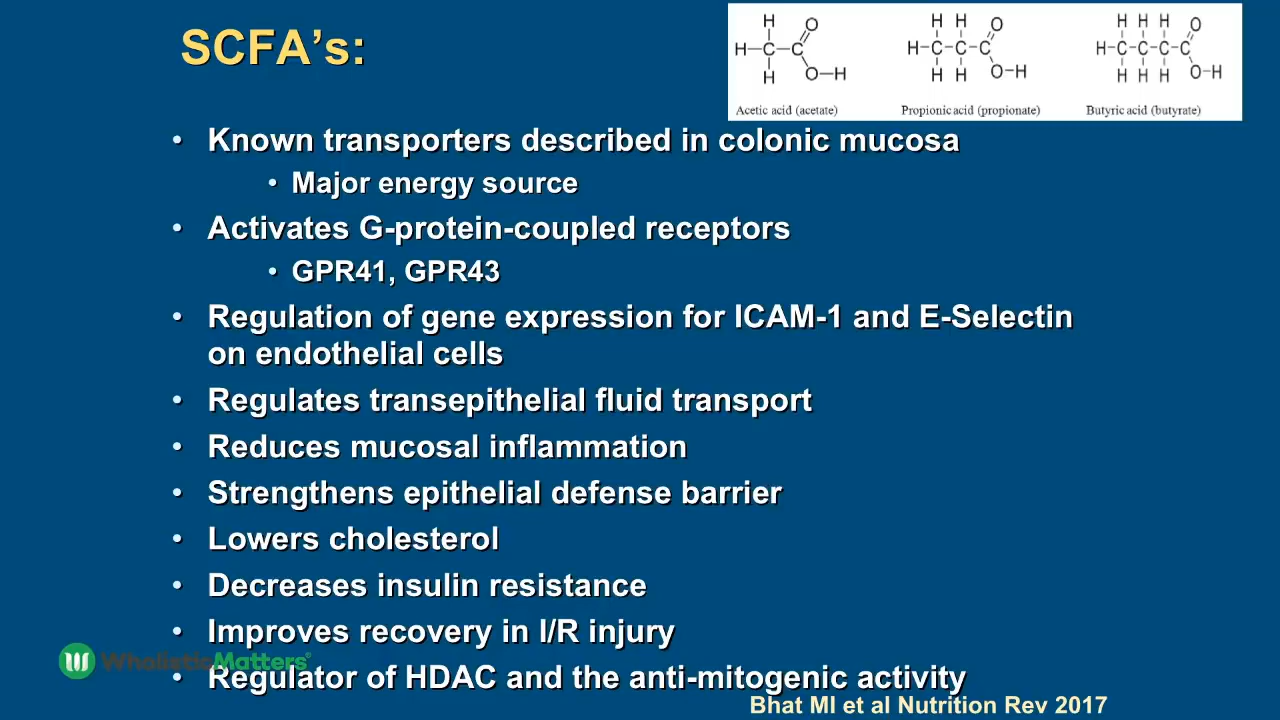 SCFA's:
H
O
H-C-C
H
O-H
Acetic acid (acetate)
H H
O
H-C-C-C
H H
O-H
Propionic acid (propionate)
H H H
O
H-C-C-C-C
H H H
O-H
Butyric acid (butyrate)
• Known transporters described in colonic mucosa
• Major energy source
• Activates G-protein-coupled receptors
• GPR41, GPR43
• Regulation of gene expression for ICAM-1 and E-Selectin
on endothelial cells
• Regulates transepithelial fluid transport
• Reduces mucosal inflammation
• Strengthens epithelial defense barrier
• Lowers cholesterol
• Decreases insulin resistance
• Improves recovery in I/R injury
WholisticMatters®
• Regulator of HDAC and the anti-mitogenic activity
Bhat MI et al Nutrition Rev 2017